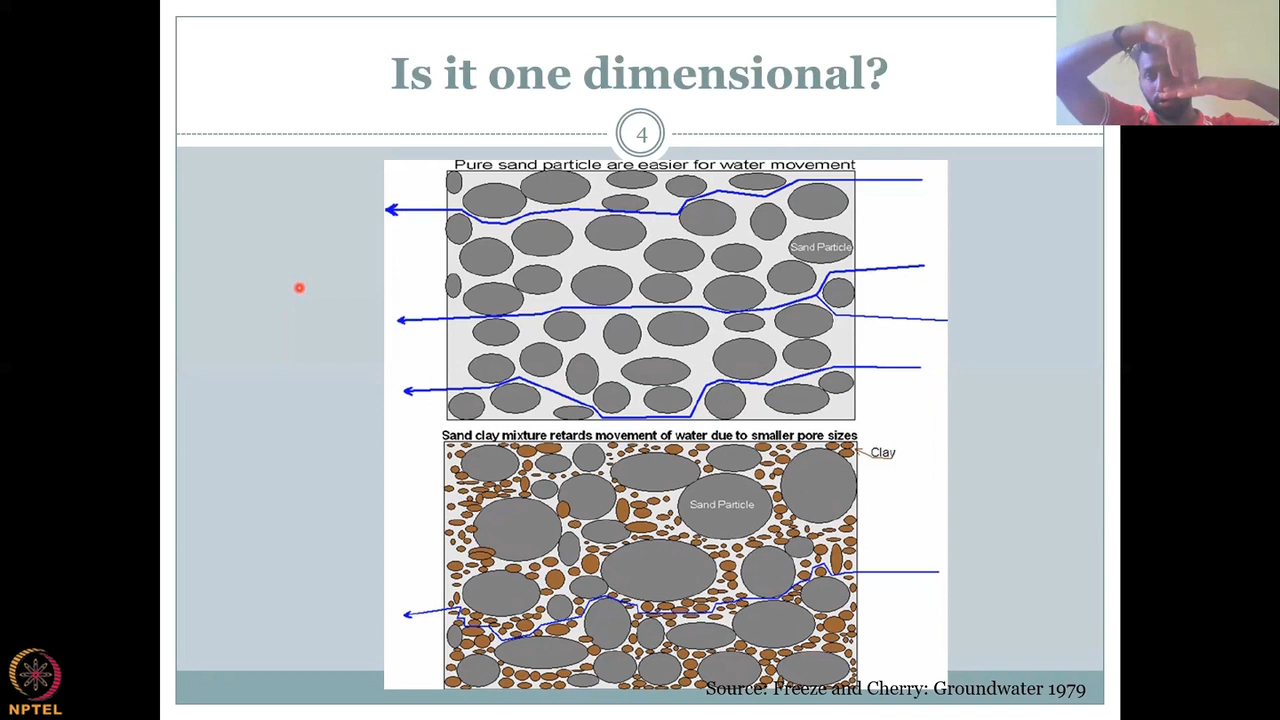 Is it one dimensional?
4
Pure sand particle are easier for water movement
Sand Particle
Sand clay mixture retards movement of water due to smaller pore sizes
Clay
Sand Particle
Source: Freeze and Cherry: Groundwater 1979
NPTEL